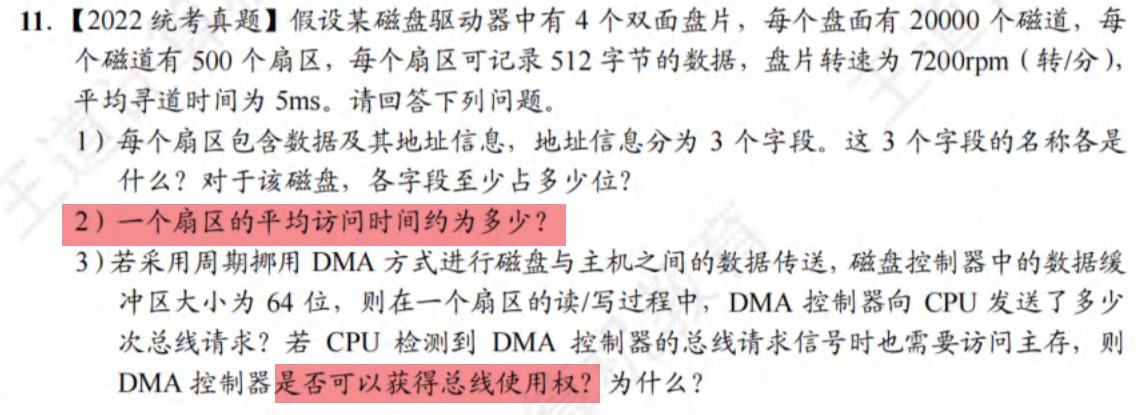 11. 【2022 统考真题】假设某磁盘驱动器中有 4 个双面盘片，每个盘面有 20000 个磁道，每
个磁道有 500 个扇区，每个扇区可记录 512 字节的数据，盘片转速为 7200rpm（转/分），
平均寻道时间为 5ms。请回答下列问题。
1）每个扇区包含数据及其地址信息，地址信息分为 3 个字段。这 3 个字段的名称各是
什么？对于该磁盘，各字段至少占多少位？
2）一个扇区的平均访问时间约为多少？
3）若采用周期挪用 DMA 方式进行磁盘与主机之间的数据传送，磁盘控制器中的数据缓
冲区大小为 64 位，则在一个扇区的读/写过程中，DMA 控制器向 CPU 发送了多少
次总线请求？若 CPU 检测到 DMA 控制器的总线请求信号时也需要访问主存，则
DMA 控制器是否可以获得总线使用权？为什么？